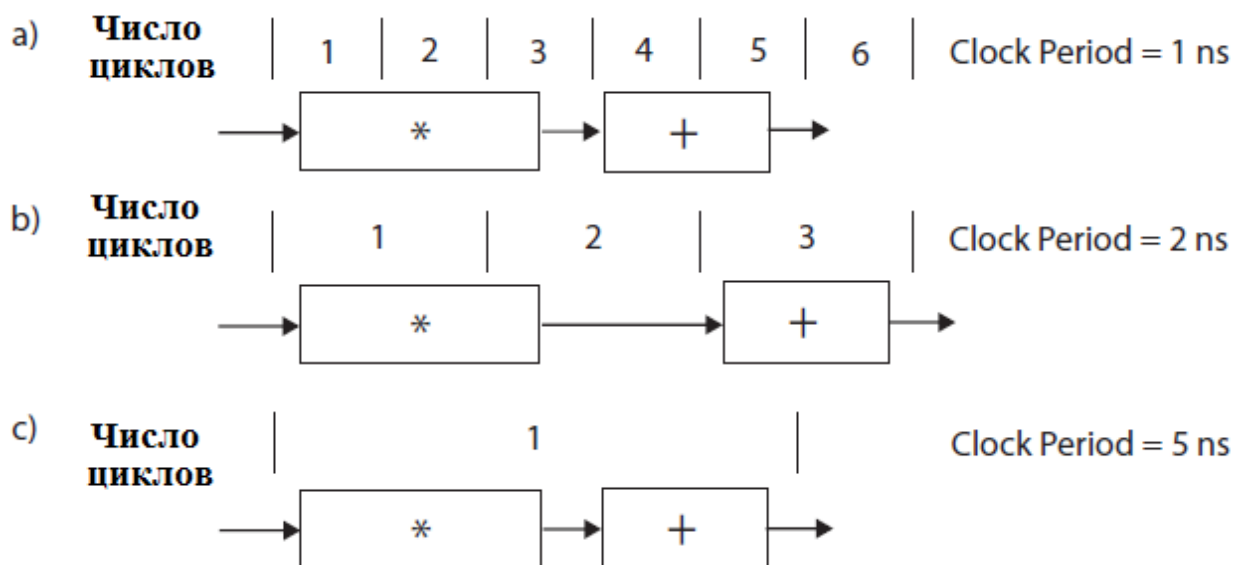 a) Число циклов 1 2 3 4 5 6 Clock Period = 1 ns
* +
b) Число циклов 1 2 3 Clock Period = 2 ns
* +
c) Число циклов 1 Clock Period = 5 ns
* +